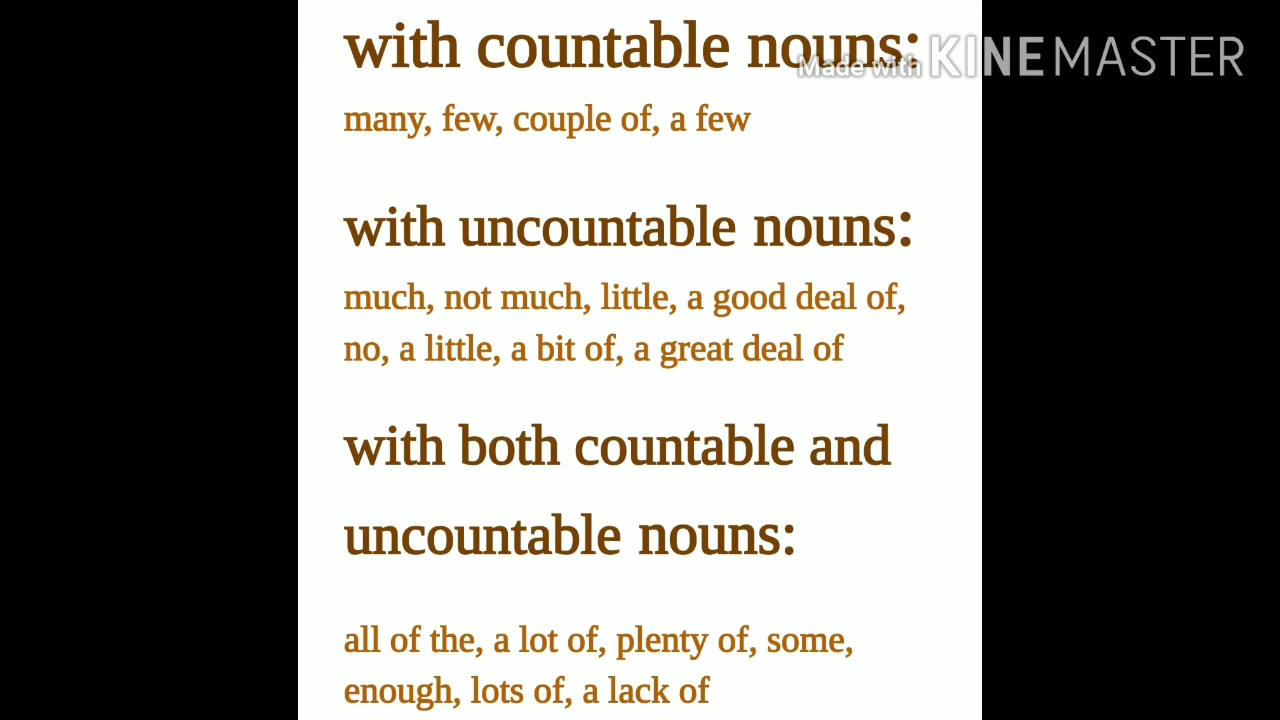 with countable nouns:
Made with KINEMASTER
many, few, couple of, a few
with uncountable nouns:
much, not much, little, a good deal of,
no, a little, a bit of, a great deal of
with both countable and
uncountable nouns:
all of the, a lot of, plenty of, some,
enough, lots of, a lack of